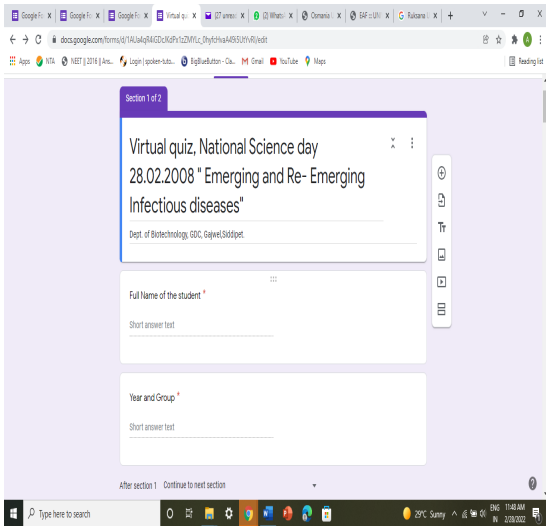 Google Fo
Google Fo
Google Fo
Virtual qu
(27 unread
(2) Whats
Osmania U
EAF :: UNI
Ruksana
docs.google.com/forms/d/
/edit
Apps
NTA
NEET || 2016 || Ans...
Login | spoken-tuto...
BigBlueButton - Cla...
Gmail
YouTube
Maps
Reading list
Section 1 of 2
Virtual quiz, National Science day
28.02.2008 " Emerging and Re- Emerging
Infectious diseases"
Dept. of Biotechnology, GDC, Gajwel,Siddipet.
Full Name of the student *
Short answer text
Year and Group *
Short answer text
After section 1 Continue to next section
Type here to search
29°C Sunny
ENG
IN
11:48 AM
2/28/2022